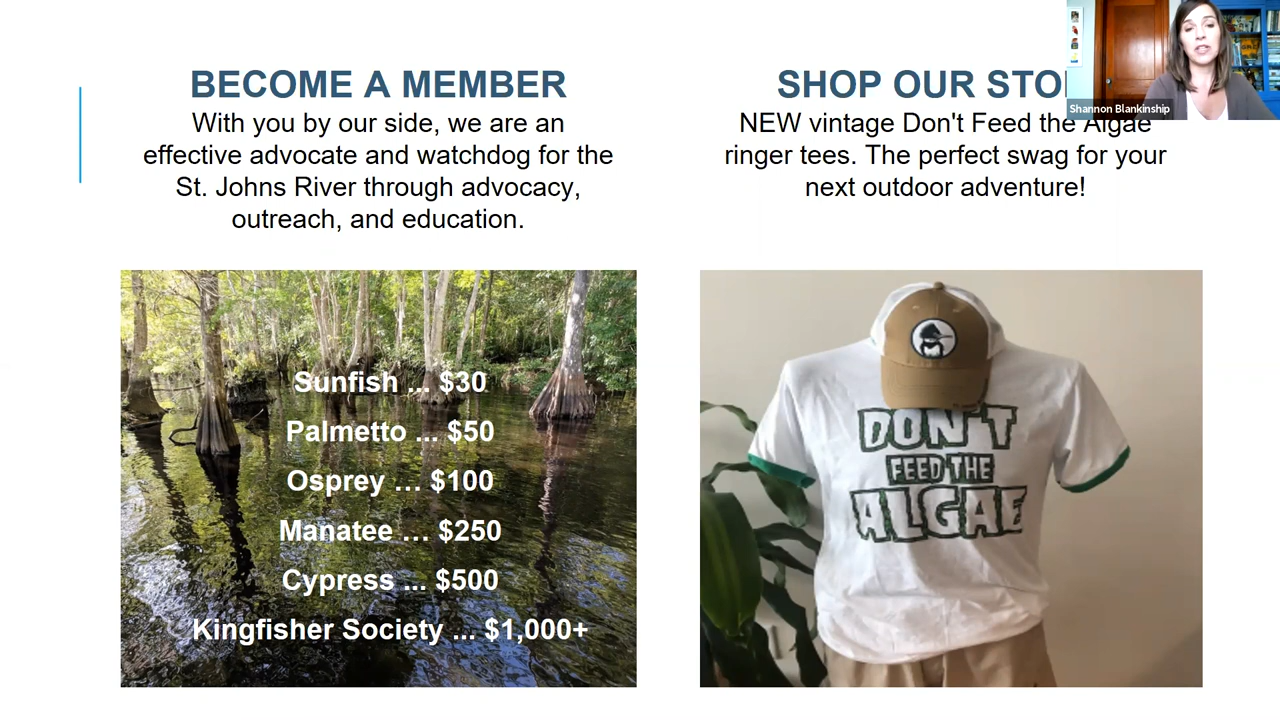 BECOME A MEMBER
With you by our side, we are an
effective advocate and watchdog for the
St. Johns River through advocacy,
outreach, and education.
Sunfish ... $30
Palmetto ... $50
Osprey … $100
Manatee … $250
Cypress ... $500
Kingfisher Society ... $1,000+
SHOP OUR
NEW vintage Don't Feed the Algae
ringer tees. The perfect swag for your
next outdoor adventure!
DON'T
FEED THE
ALGAE
Shannon Blankinship